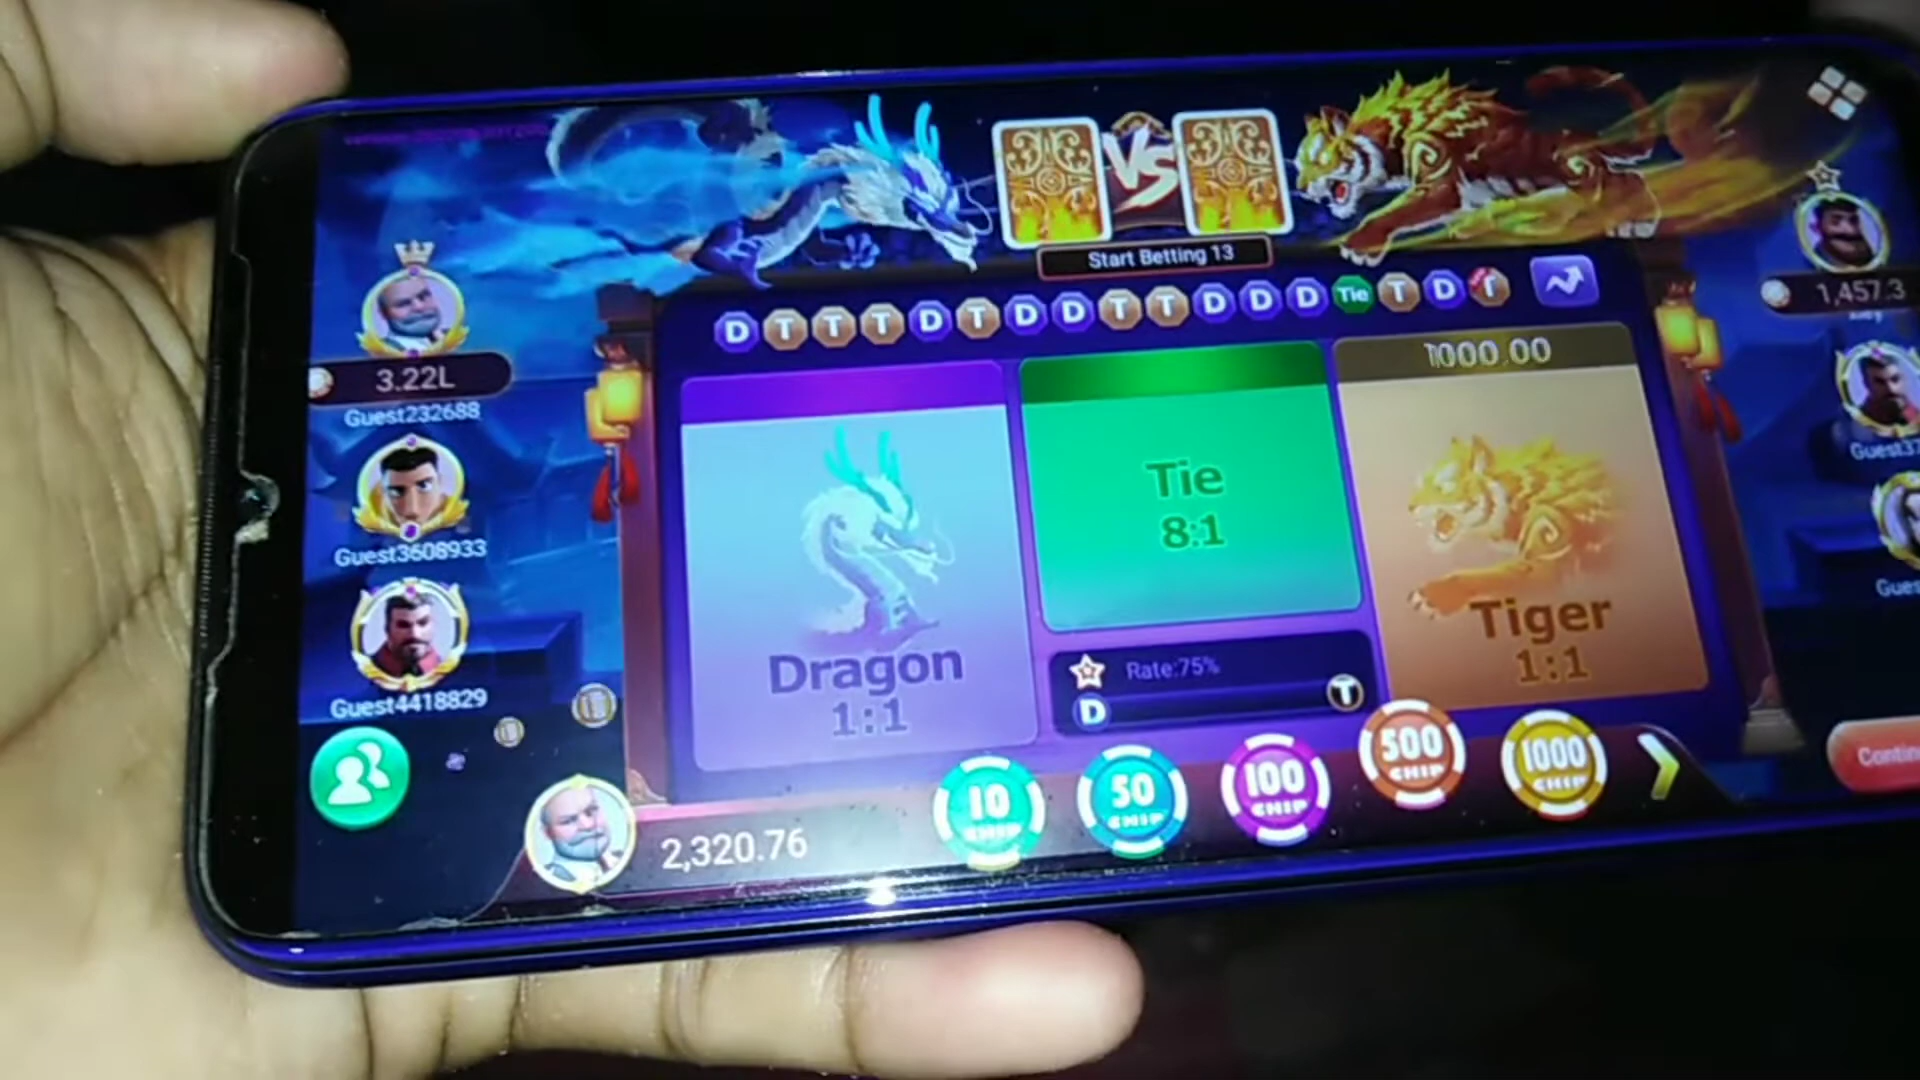 VS
Start Betting 13
D T T T D T D D T T D D D Tie T D T
1000.00
3.22L
Guest232688
Guest3608933
Guest4418829
1,457.3
Tie
8:1
Dragon
1:1
Tiger
1:1
Rate:75%
D
T
2,320.76
10
CHIP
50
CHIP
100
CHIP
500
CHIP
1000
CHIP